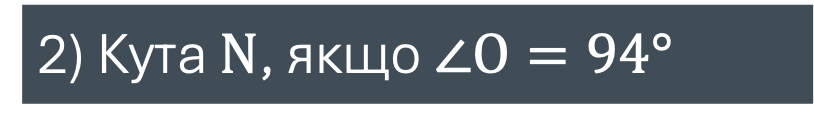 2) Кута N, якщо ∠O = 94°